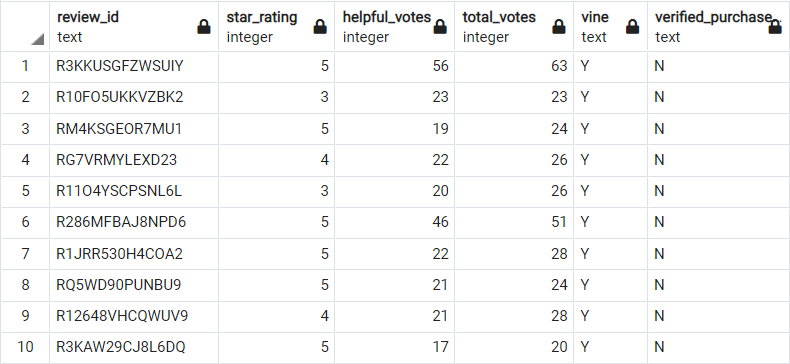 review_id star_rating helpful_votes total_votes vine verified_purchase
text integer integer integer text text
1 R3KKUSGFZWSUIY 5 56 63 Y N
2 R10FO5UKKVZBK2 3 23 23 Y N
3 RM4KSGEOR7MU1 5 19 24 Y N
4 RG7VRMYLEXD23 4 22 26 Y N
5 R11O4YSCPSNL6L 3 20 26 Y N
6 R286MFBAJ8NPD6 5 46 51 Y N
7 R1JRR530H4COA2 5 22 28 Y N
8 RQ5WD90PUNBU9 5 21 24 Y N
9 R12648VHCQWUV9 4 21 28 Y N
10 R3KAW29CJ8L6DQ 5 17 20 Y N